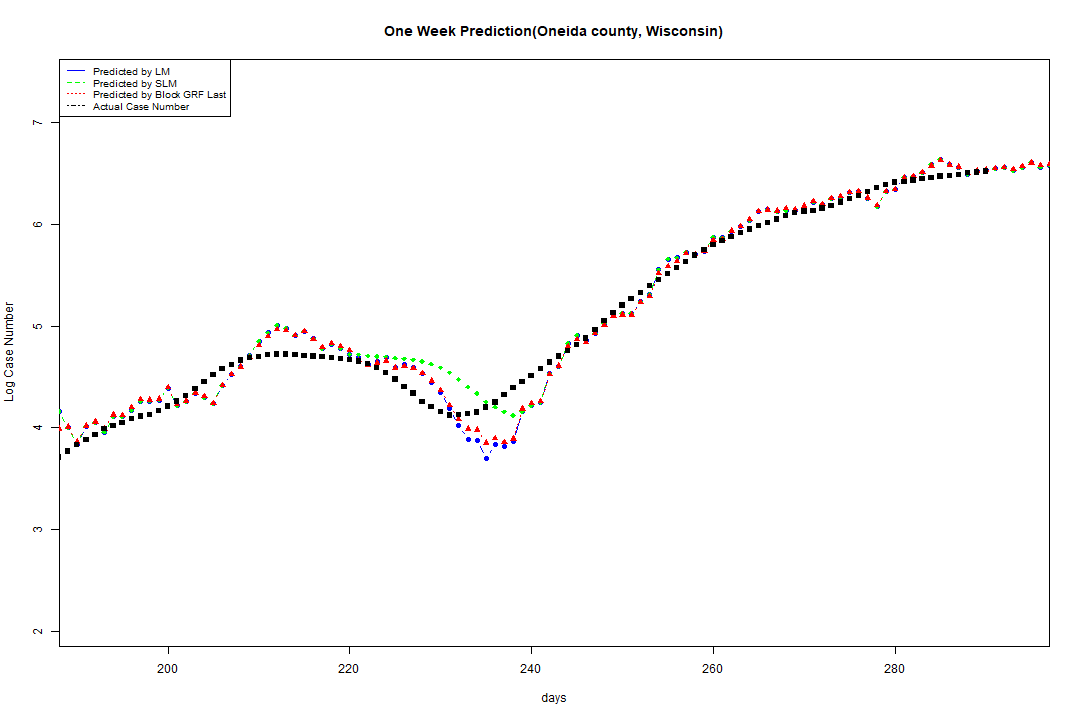 One Week Prediction(Oneida county, Wisconsin)
Predicted by LM
Predicted by SLM
Predicted by Block GRF Last
Actual Case Number
7
6
5
4
3
2
Log Case Number
200 220 240 260 280
days